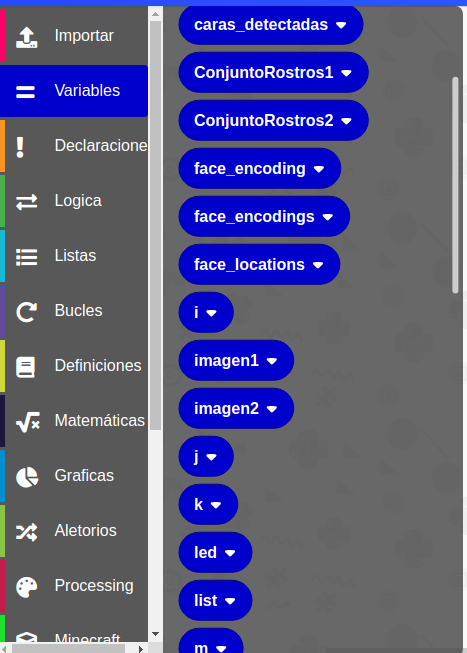 Importar
Variables
Declaracione
Logica
Listas
Bucles
Definiciones
Matemáticas
Graficas
Aletorios
Processing
Minecraft
caras_detectadas
ConjuntoRostros1
ConjuntoRostros2
face_encoding
face_encodings
face_locations
i
imagen1
imagen2
j
k
led
list
m